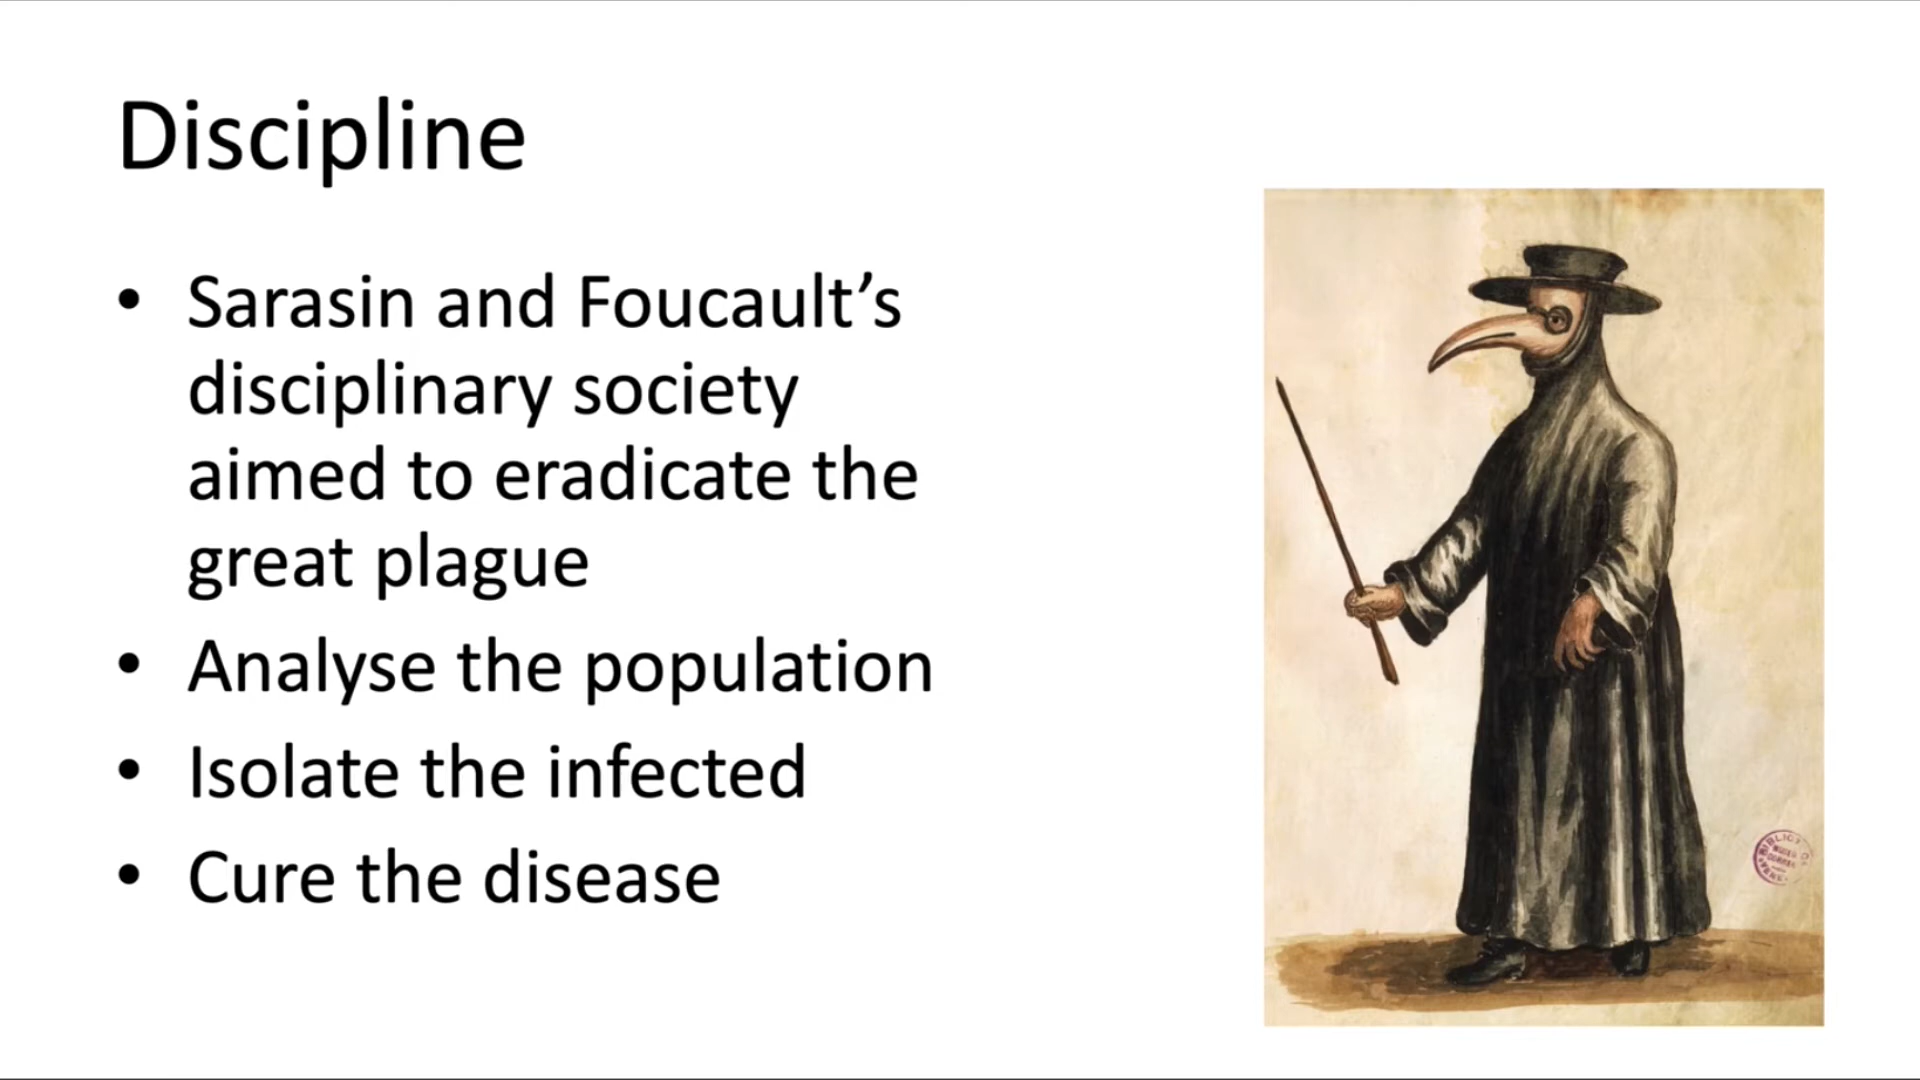 Discipline
• Sarasin and Foucault’s
disciplinary society
aimed to eradicate the
great plague
• Analyse the population
• Isolate the infected
• Cure the disease